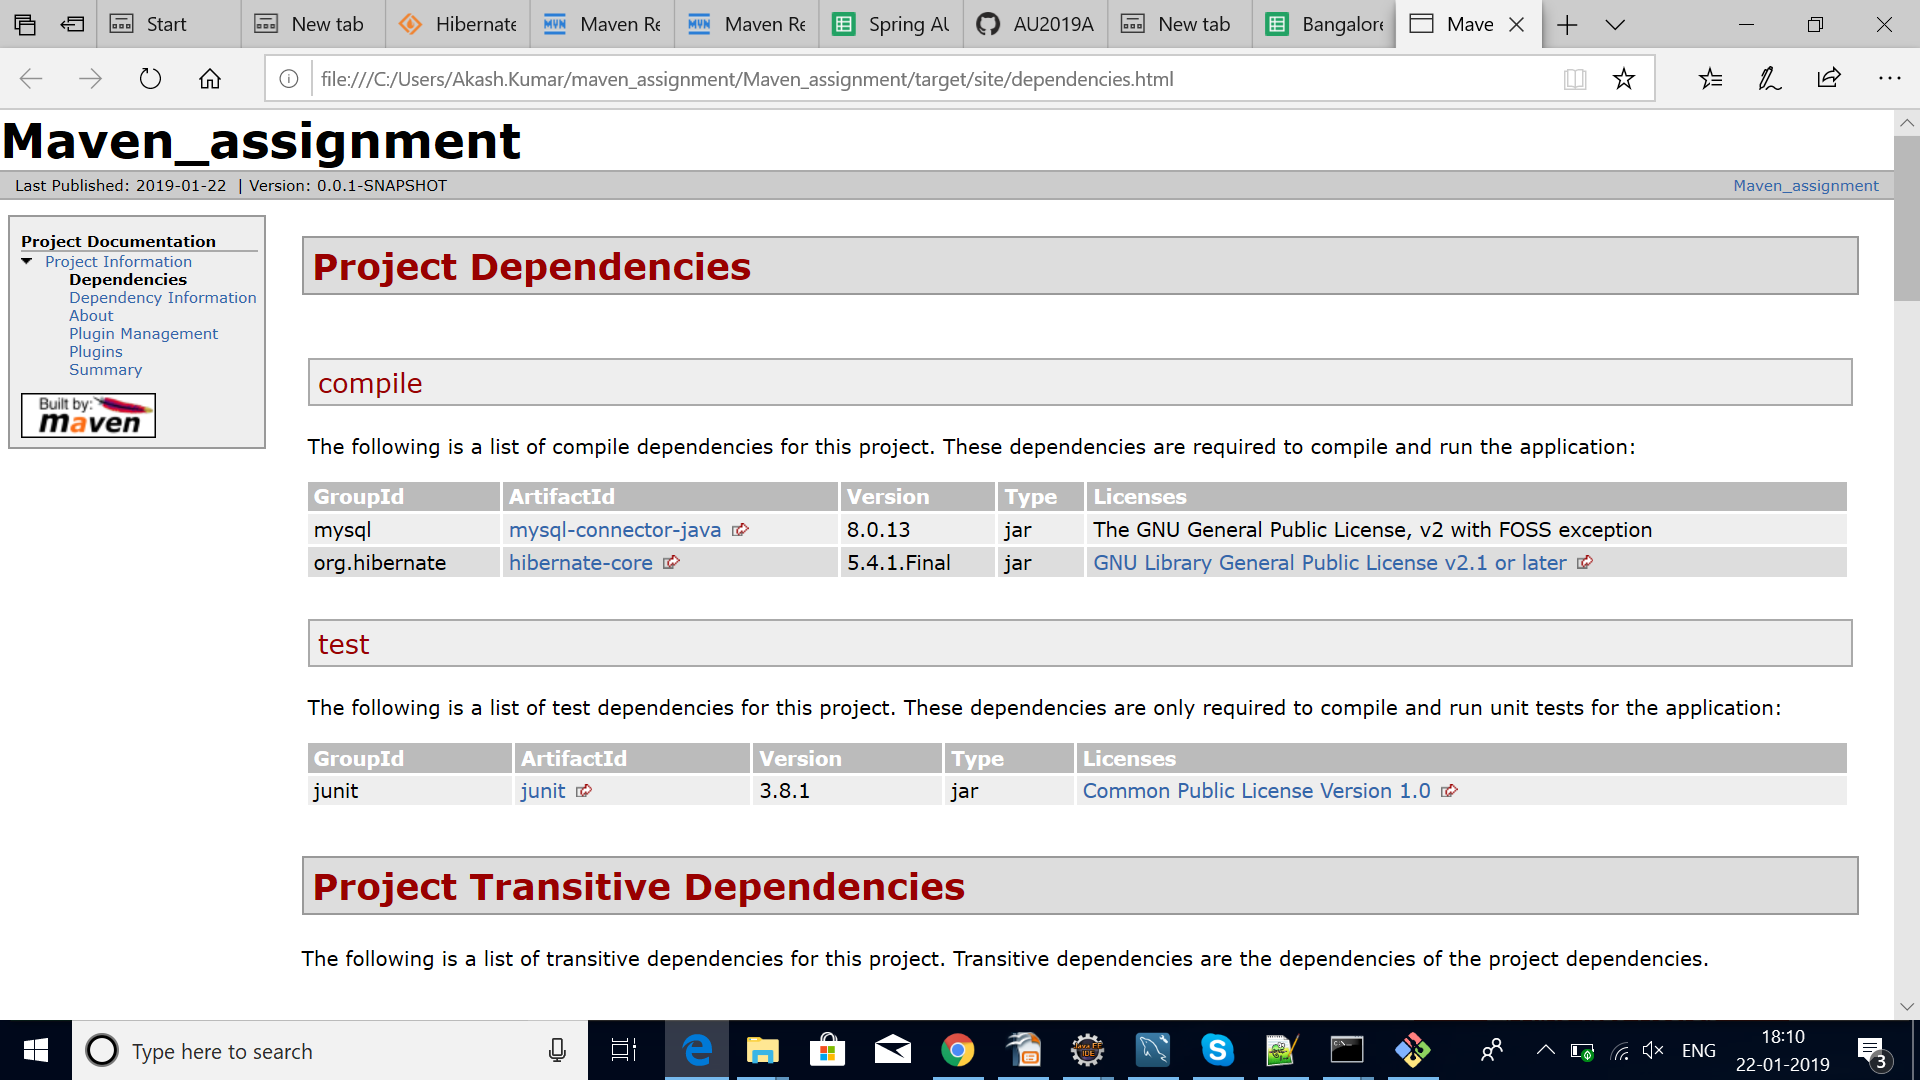 Start
New tab
Hibernate
Maven Re
Maven Re
Spring AU
AU2019A
New tab
Bangalore
Mave
file:///C:/Users/Akash.Kumar/maven_assignment/Maven_assignment/target/site/dependencies.html
Maven_assignment
Last Published: 2019-01-22 | Version: 0.0.1-SNAPSHOT
Maven_assignment
Project Documentation
Project Information
Dependencies
Dependency Information
About
Plugin Management
Plugins
Summary
Built by:
maven
Project Dependencies
compile
The following is a list of compile dependencies for this project. These dependencies are required to compile and run the application:
GroupId ArtifactId Version Type Licenses
mysql mysql-connector-java 8.0.13 jar The GNU General Public License, v2 with FOSS exception
org.hibernate hibernate-core 5.4.1.Final jar GNU Library General Public License v2.1 or later
test
The following is a list of test dependencies for this project. These dependencies are only required to compile and run unit tests for the application:
GroupId ArtifactId Version Type Licenses
junit junit 3.8.1 jar Common Public License Version 1.0
Project Transitive Dependencies
The following is a list of transitive dependencies for this project. Transitive dependencies are the dependencies of the project dependencies.
Type here to search
ENG
18:10
22-01-2019
3